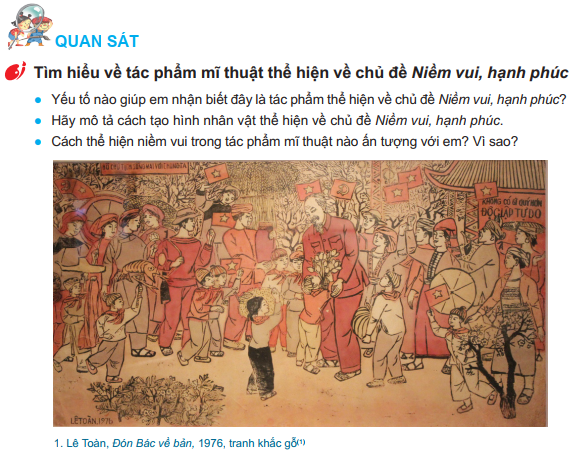 QUAN SÁT
Tìm hiểu về tác phẩm mĩ thuật thể hiện về chủ đề Niềm vui, hạnh phúc
• Yếu tố nào giúp em nhận biết đây là tác phẩm thể hiện về chủ đề Niềm vui, hạnh phúc?
• Hãy mô tả cách tạo hình nhân vật thể hiện về chủ đề Niềm vui, hạnh phúc.
• Cách thể hiện niềm vui trong tác phẩm mĩ thuật nào ấn tượng với em? Vì sao?
KHÔNG CÓ GÌ QUÝ HƠN
ĐỘC LẬP TỰ DO
LÊ TOÀN.1976
1. Lê Toàn, Đón Bác về bản, 1976, tranh khắc gỗ(1)